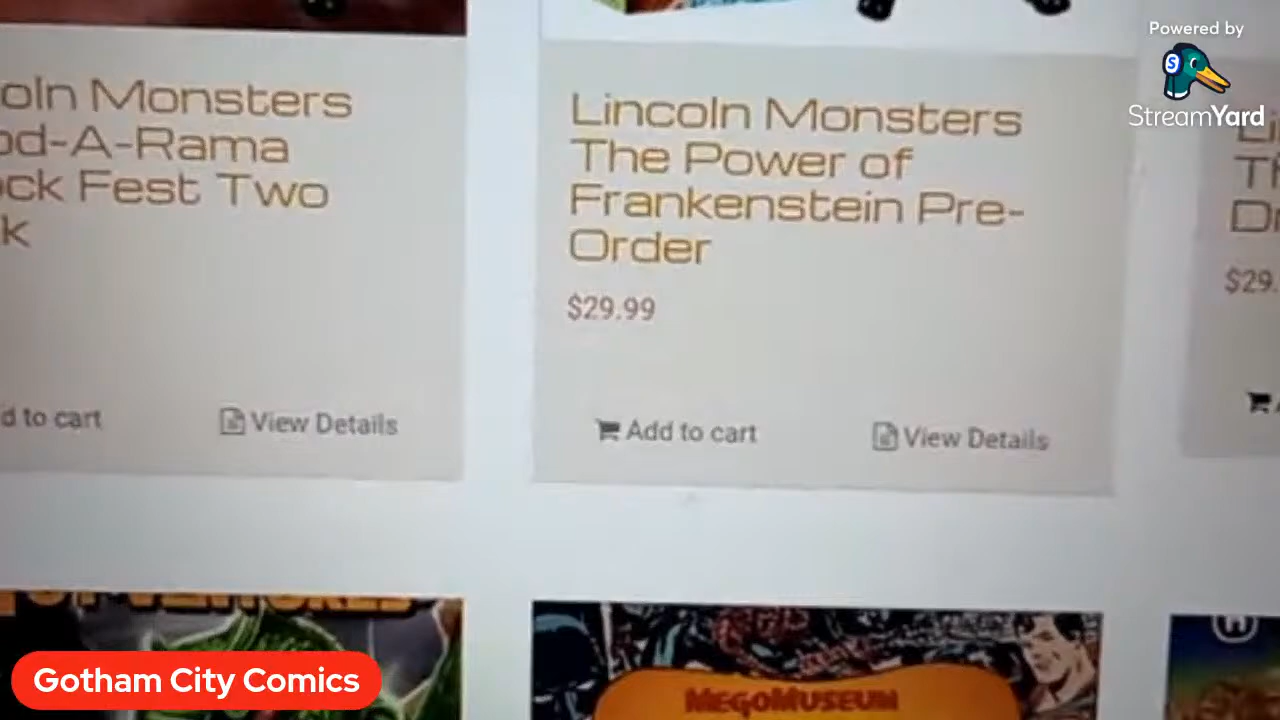 Powered by
StreamYard
oln Monsters
od-A-Rama
ck Fest Two
k
d to cart
View Details
Lincoln Monsters
The Power of
Frankenstein Pre-
Order
$29.99
Add to cart
View Details
$29.
MegoMuseum
Gotham City Comics